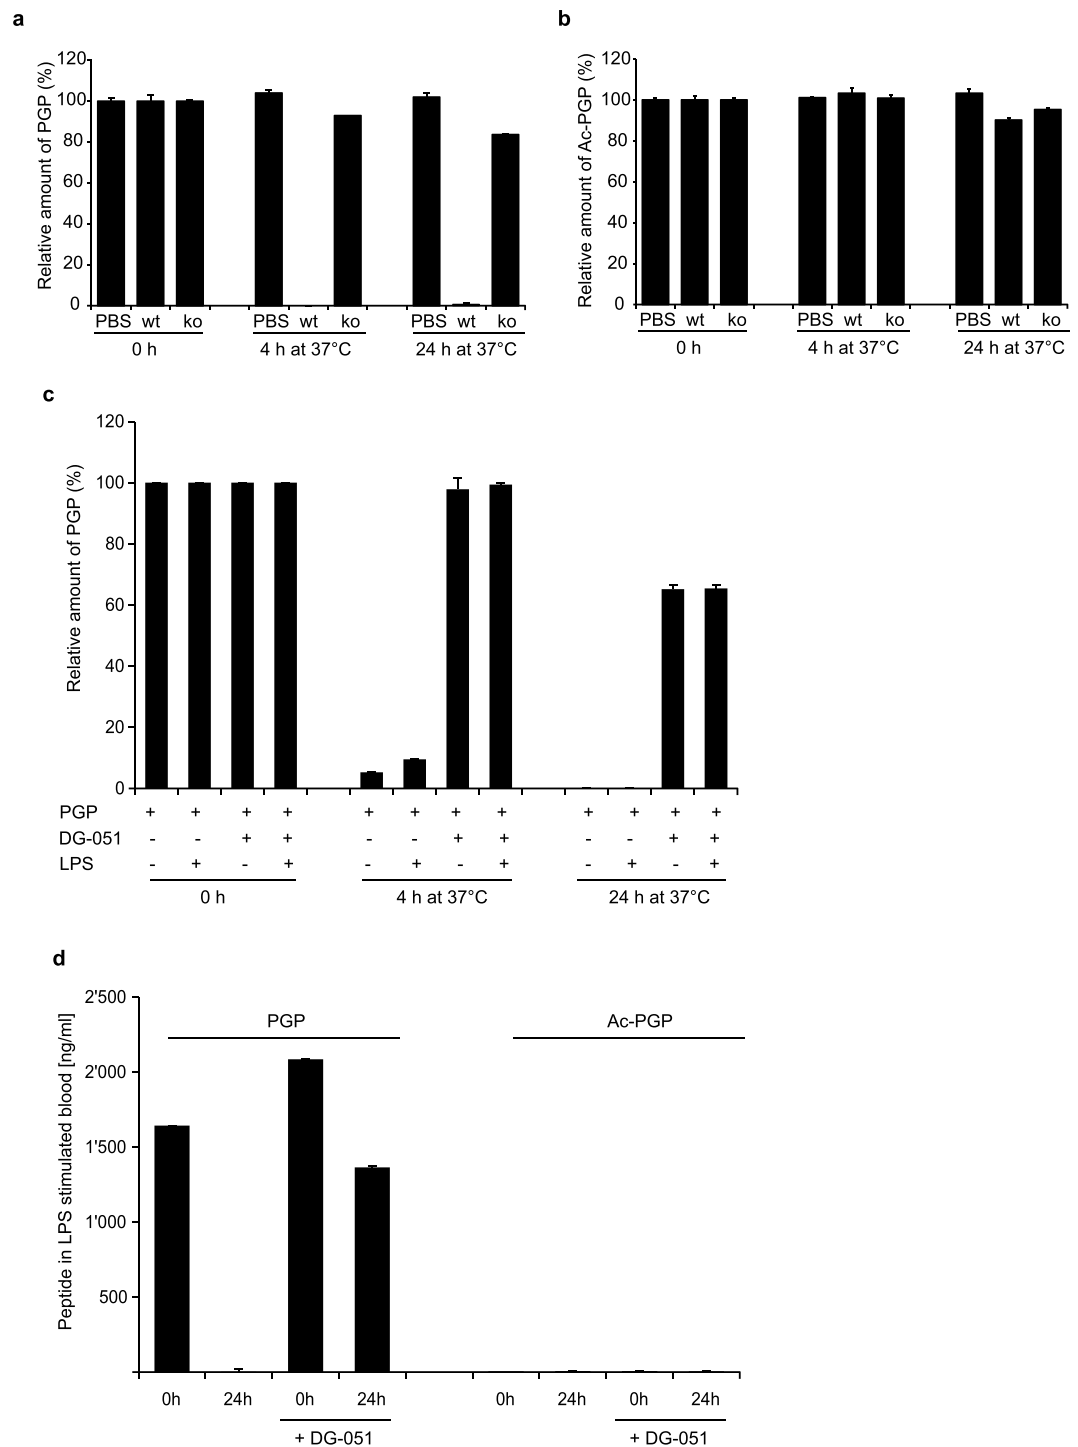 a
Relative amount of PGP (%)
120
100
80
60
40
20
0
PBS wt ko PBS wt ko PBS wt ko
0 h 4 h at 37°C 24 h at 37°C
b
Relative amount of Ac-PGP (%)
120
100
80
60
40
20
0
PBS wt ko PBS wt ko PBS wt ko
0 h 4 h at 37°C 24 h at 37°C
c
Relative amount of PGP (%)
120
100
80
60
40
20
0
PGP + + + + + + + + + + + +
DG-051 - - + + - - + + - - + +
LPS - + - + - + - + - + - +
0 h 4 h at 37°C 24 h at 37°C
d
Peptide in LPS stimulated blood [ng/ml]
2'500
2'000
1'500
1'000
500
PGP Ac-PGP
0h 24h 0h 24h 0h 24h 0h 24h
+ DG-051 + DG-051